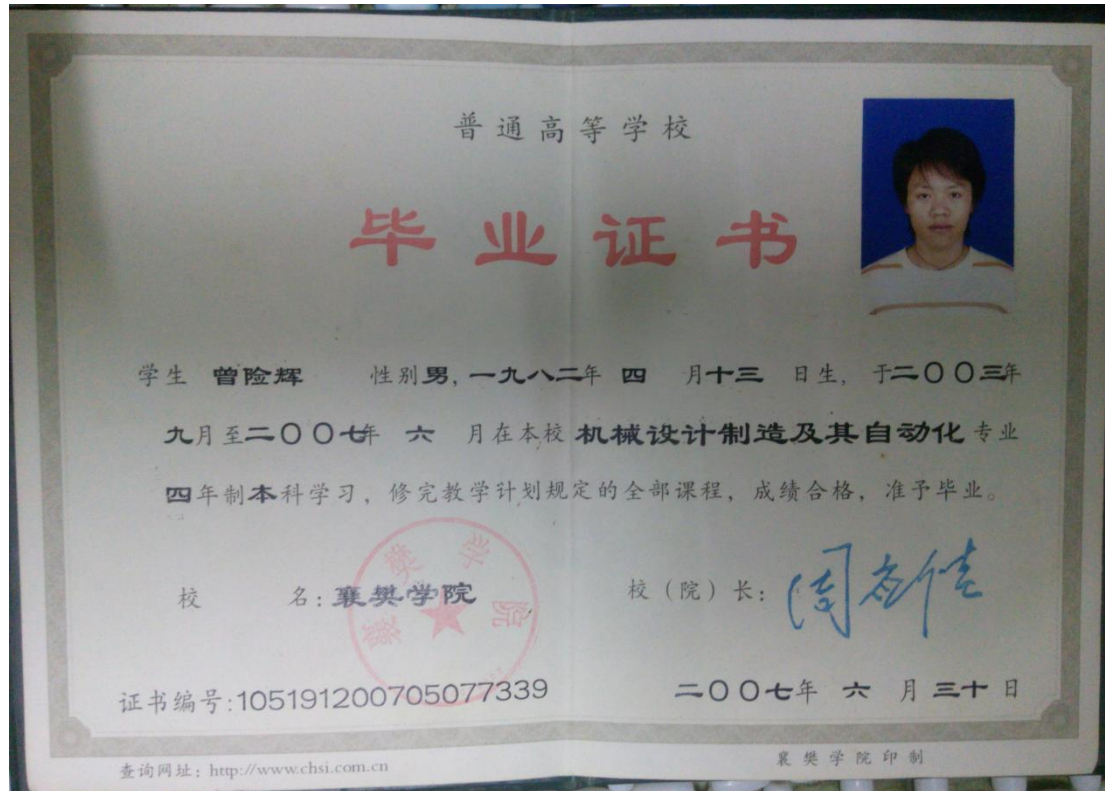 普通高等学校
毕业证书
学生 曾险辉 性别男,一九八二年 四 月十三 日生, 于二〇〇三年
九月至二〇〇七年 六 月在本校 机械设计制造及其自动化 专业
四年制本科学习, 修完教学计划规定的全部课程, 成绩合格, 准予毕业。
襄樊学院
校 名: 襄樊学院 校(院)长:
证书编号:105191200705077339 二〇〇七年 六 月 三十 日
查询网址: http://www.chsi.com.cn 襄樊学院印制